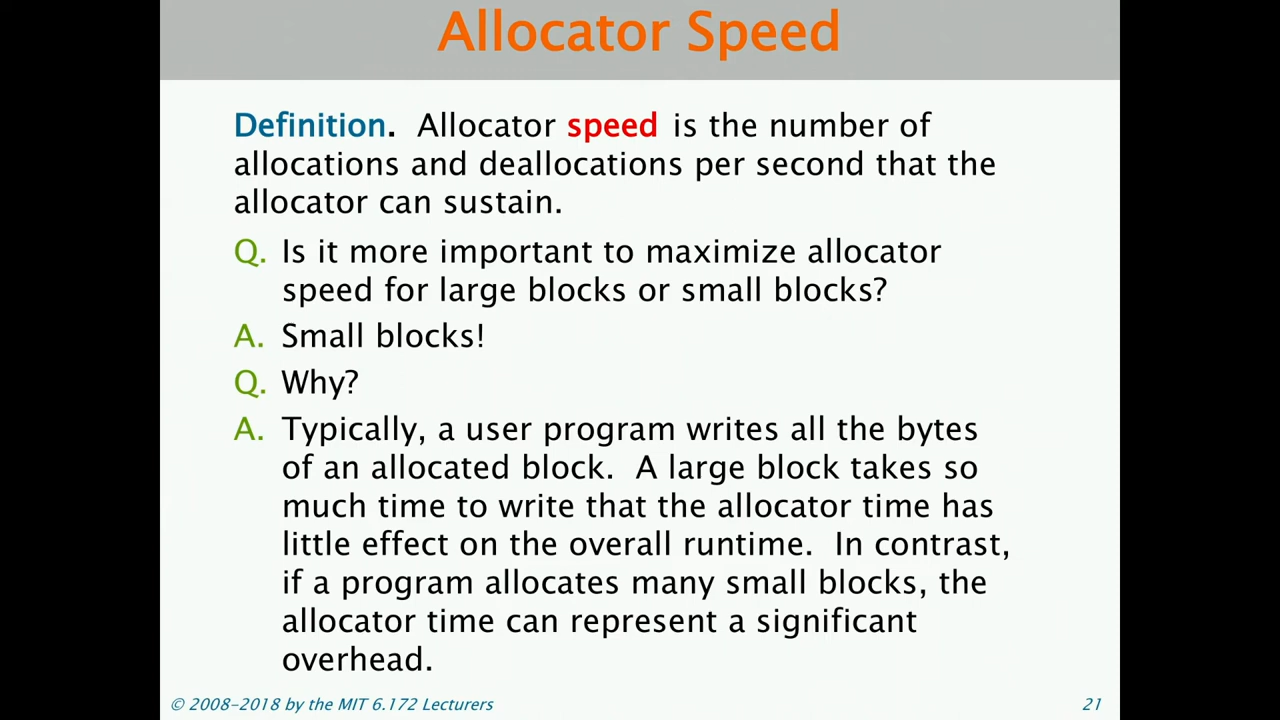 Allocator Speed
Definition. Allocator speed is the number of
allocations and deallocations per second that the
allocator can sustain.
Q. Is it more important to maximize allocator
speed for large blocks or small blocks?
A. Small blocks!
Q. Why?
A. Typically, a user program writes all the bytes
of an allocated block. A large block takes so
much time to write that the allocator time has
little effect on the overall runtime. In contrast,
if a program allocates many small blocks, the
allocator time can represent a significant
overhead.
© 2008–2018 by the MIT 6.172 Lecturers
21